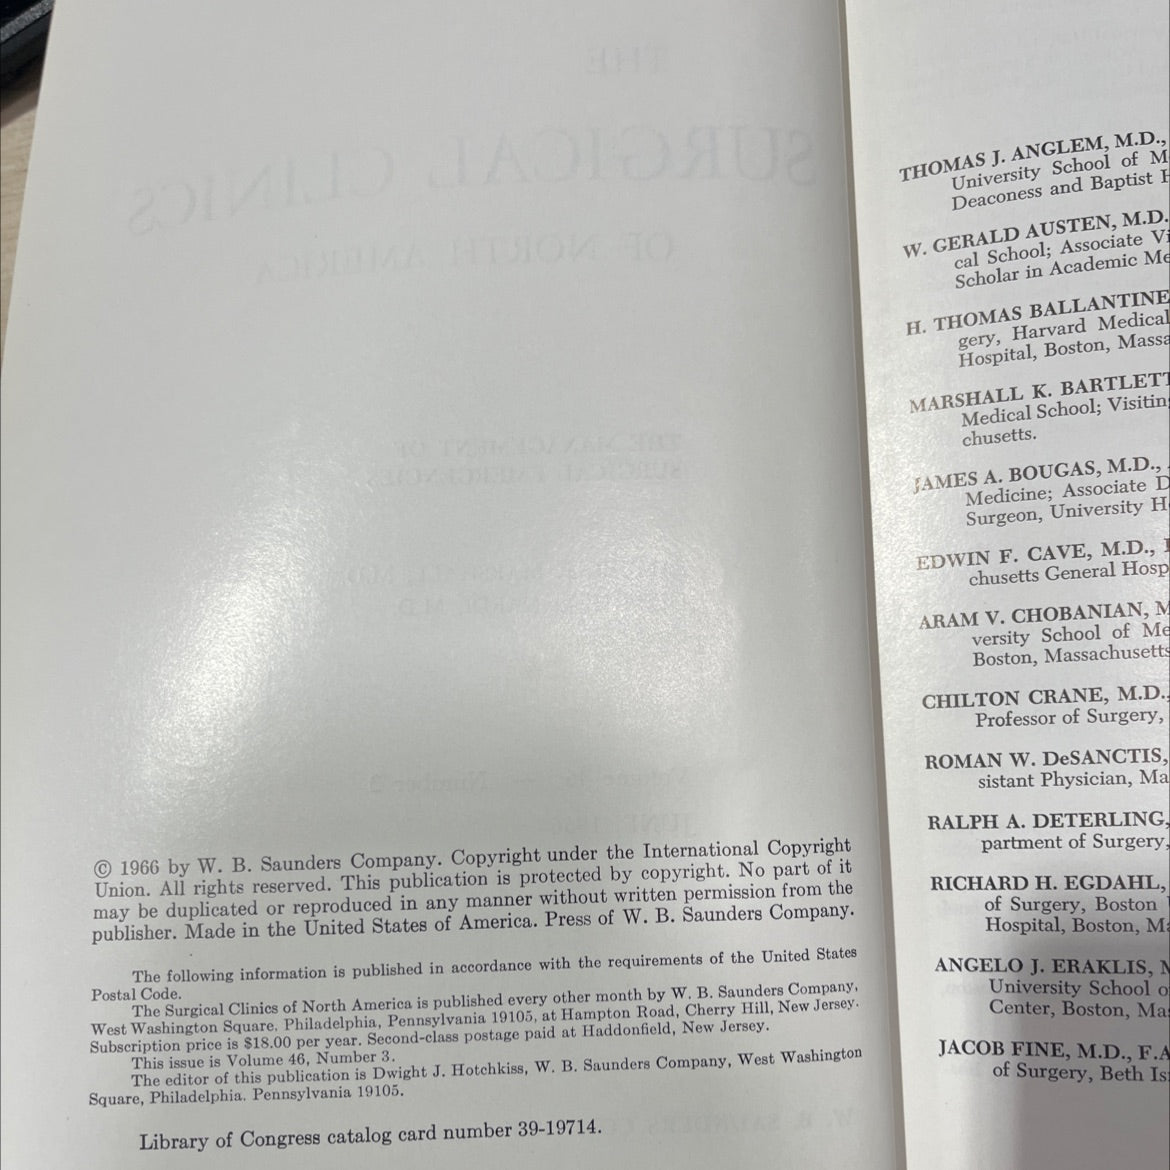 © 1966 by W. B. Saunders Company. Copyright under the International Copyright
Union. All rights reserved. This publication is protected by copyright. No part of it
may be duplicated or reproduced in any manner without written permission from the
publisher. Made in the United States of America. Press of W. B. Saunders Company.
The following information is published in accordance with the requirements of the United States
Postal Code.
The Surgical Clinics of North America is published every other month by W. B. Saunders Company,
West Washington Square, Philadelphia, Pennsylvania 19105, at Hampton Road, Cherry Hill, New Jersey.
Subscription price is $18.00 per year. Second-class postage paid at Haddonfield, New Jersey.
This issue is Volume 46, Number 3.
The editor of this publication is Dwight J. Hotchkiss, W. B. Saunders Company, West Washington
Square, Philadelphia, Pennsylvania 19105.
Library of Congress catalog card number 39-19714.
THOMAS J. ANGLEM, M.D.,
University School of M
Deaconess and Baptist H
W. GERALD AUSTEN, M.D.
cal School; Associate Vi
Scholar in Academic Me
H. THOMAS BALLANTINE
gery, Harvard Medical
Hospital, Boston, Massa
MARSHALL K. BARTLETT
Medical School; Visiting
chusetts.
JAMES A. BOUGAS, M.D.,
Medicine; Associate D
Surgeon, University H
EDWIN F. CAVE, M.D.,
chusetts General Hosp
ARAM V. CHOBANIAN, M
versity School of Me
Boston, Massachusetts
CHILTON CRANE, M.D.,
Professor of Surgery,
ROMAN W. DeSANCTIS,
sistant Physician, Ma
RALPH A. DETERLING,
partment of Surgery,
RICHARD H. EGDAHL,
of Surgery, Boston
Hospital, Boston, Ma
ANGELO J. ERAKLIS, M
University School o
Center, Boston, Mas
JACOB FINE, M.D., F.A
of Surgery, Beth Is